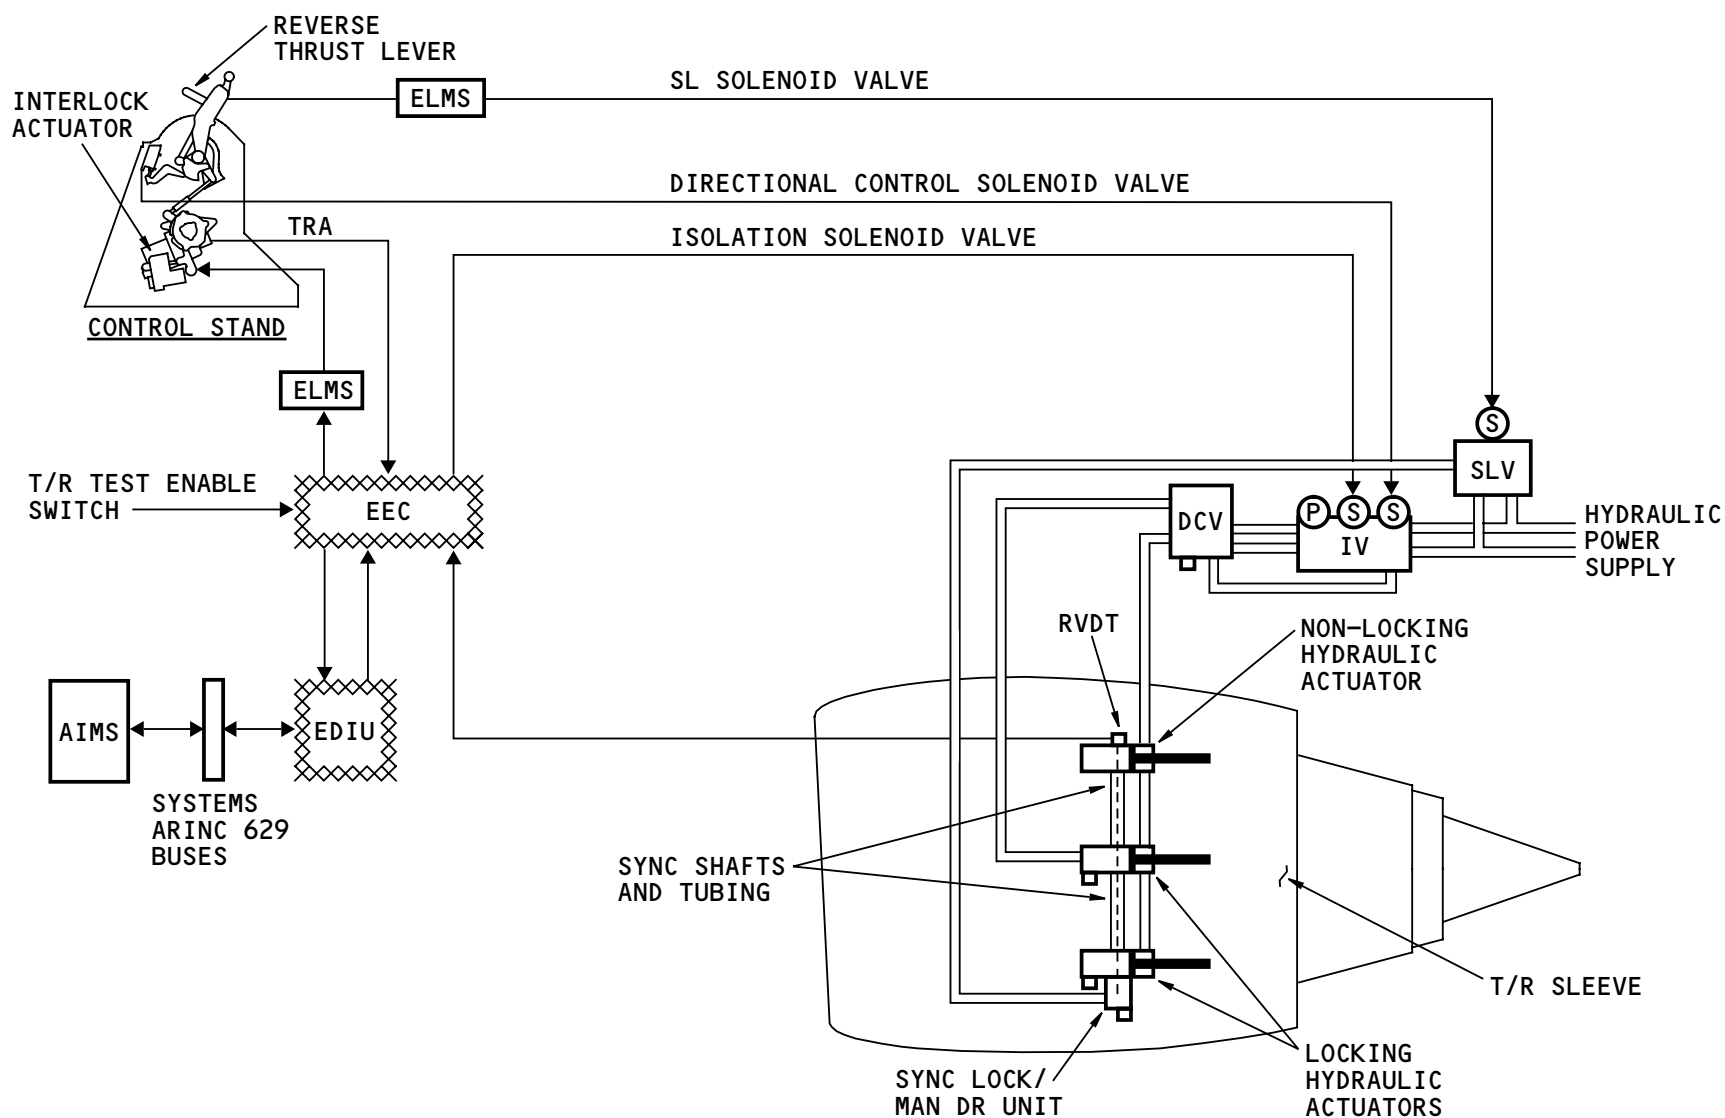 REVERSE
THRUST LEVER
INTERLOCK
ACTUATOR
ELMS
SL SOLENOID VALVE
DIRECTIONAL CONTROL SOLENOID VALVE
TRA
ISOLATION SOLENOID VALVE
CONTROL STAND
ELMS
T/R TEST ENABLE
SWITCH
EEC
S
SLV
P
S
S
DCV
IV
HYDRAULIC
POWER
SUPPLY
RVDT
NON-LOCKING
HYDRAULIC
ACTUATOR
AIMS
EDIU
SYSTEMS
ARINC 629
BUSES
SYNC SHAFTS
AND TUBING
T/R SLEEVE
SYNC LOCK/
MAN DR UNIT
LOCKING
HYDRAULIC
ACTUATORS